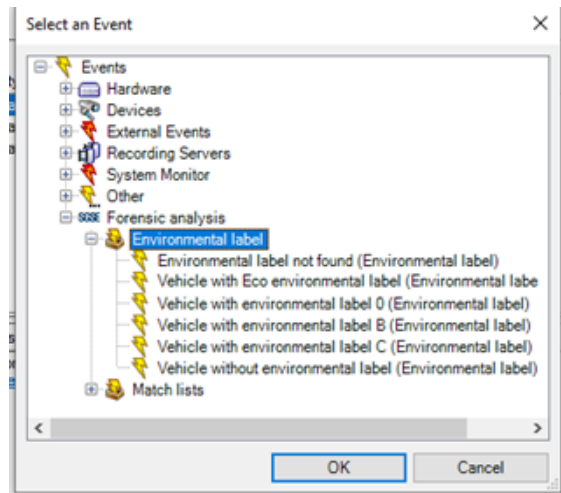 Select an Event
Events
Hardware
Devices
External Events
Recording Servers
System Monitor
Other
Forensic analysis
Environmental label
Environmental label not found (Environmental label)
Vehicle with Eco environmental label (Environmental labe
Vehicle with environmental label 0 (Environmental label)
Vehicle with environmental label B (Environmental label)
Vehicle with environmental label C (Environmental label)
Vehicle without environmental label (Environmental label)
Match lists
OK Cancel